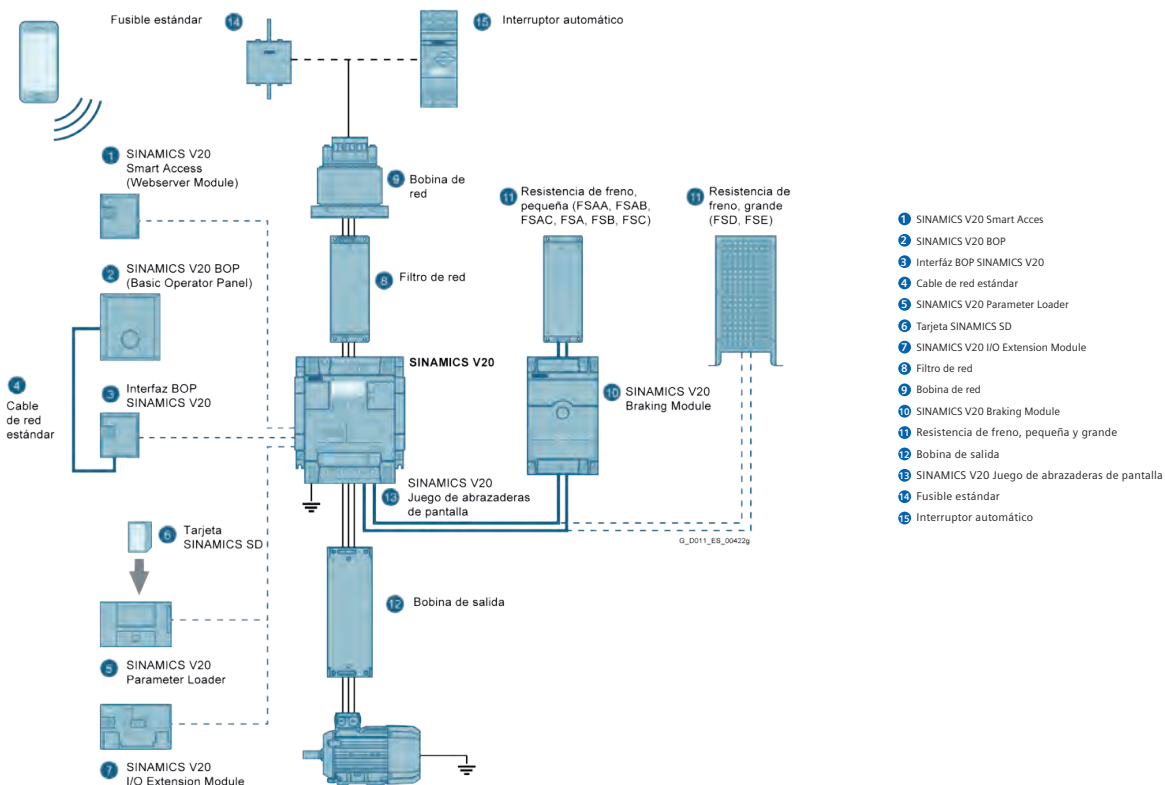 Fusible estándar
14
15
Interruptor automático
1
SINAMICS V20
Smart Access
(Webserver Module)
9
Bobina de
red
11
Resistencia de freno,
pequeña (FSAA, FSAB,
FSAC, FSA, FSB, FSC)
11
Resistencia de
freno, grande
(FSD, FSE)
2
SINAMICS V20 BOP
(Basic Operator Panel)
8
Filtro de red
SINAMICS V20
4
Cable
de red
estándar
3
Interfaz BOP
SINAMICS V20
10
SINAMICS V20
Braking Module
13
SINAMICS V20
Juego de abrazaderas
de pantalla
G_D011_ES_00422g
6
Tarjeta
SINAMICS SD
12
Bobina de salida
5
SINAMICS V20
Parameter Loader
7
SINAMICS V20
I/O Extension Module
1 SINAMICS V20 Smart Acces
2 SINAMICS V20 BOP
3 Interfáz BOP SINAMICS V20
4 Cable de red estándar
5 SINAMICS V20 Parameter Loader
6 Tarjeta SINAMICS SD
7 SINAMICS V20 I/O Extension Module
8 Filtro de red
9 Bobina de red
10 SINAMICS V20 Braking Module
11 Resistencia de freno, pequeña y grande
12 Bobina de salida
13 SINAMICS V20 Juego de abrazaderas de pantalla
14 Fusible estándar
15 Interruptor automático